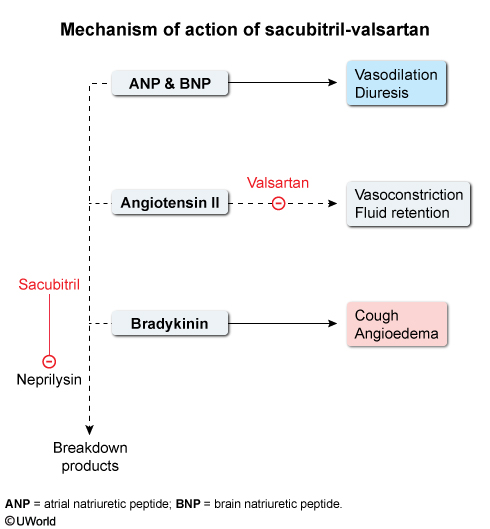 Mechanism of action of sacubitril-valsartan
ANP & BNP
Vasodilation
Diuresis
Valsartan
Angiotensin II
Vasoconstriction
Fluid retention
Sacubitril
Bradykinin
Cough
Angioedema
Neprilysin
Breakdown
products
ANP = atrial natriuretic peptide; BNP = brain natriuretic peptide.
©UWorld